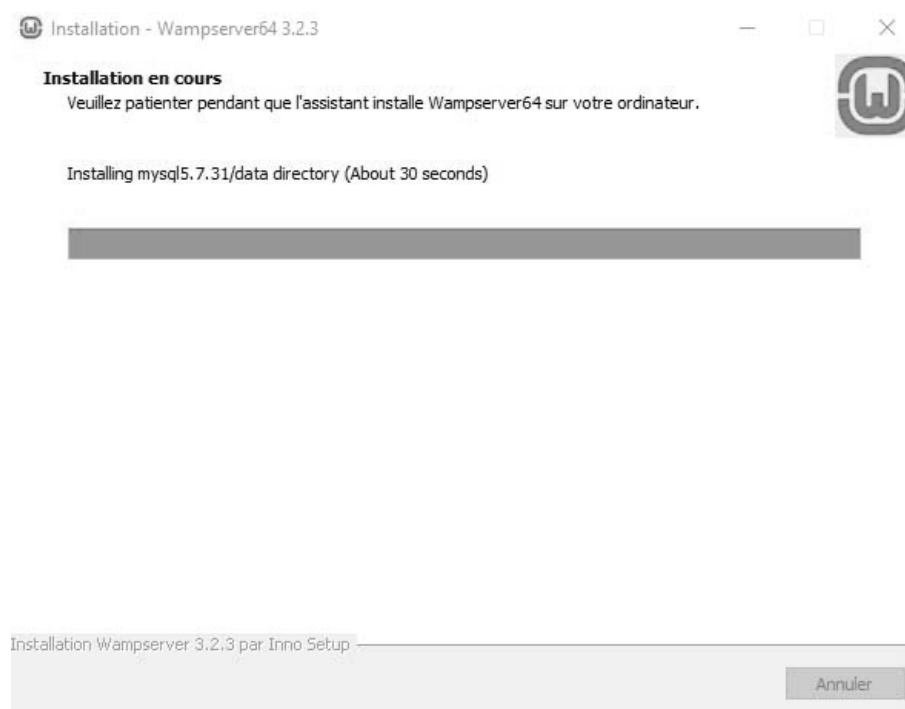 Installation - Wampserver64 3.2.3
Installation en cours
Veuillez patienter pendant que l'assistant installe Wampserver64 sur votre ordinateur.
Installing mysql5.7.31/data directory (About 30 seconds)
Installation Wampserver 3.2.3 par Inno Setup
Annuler